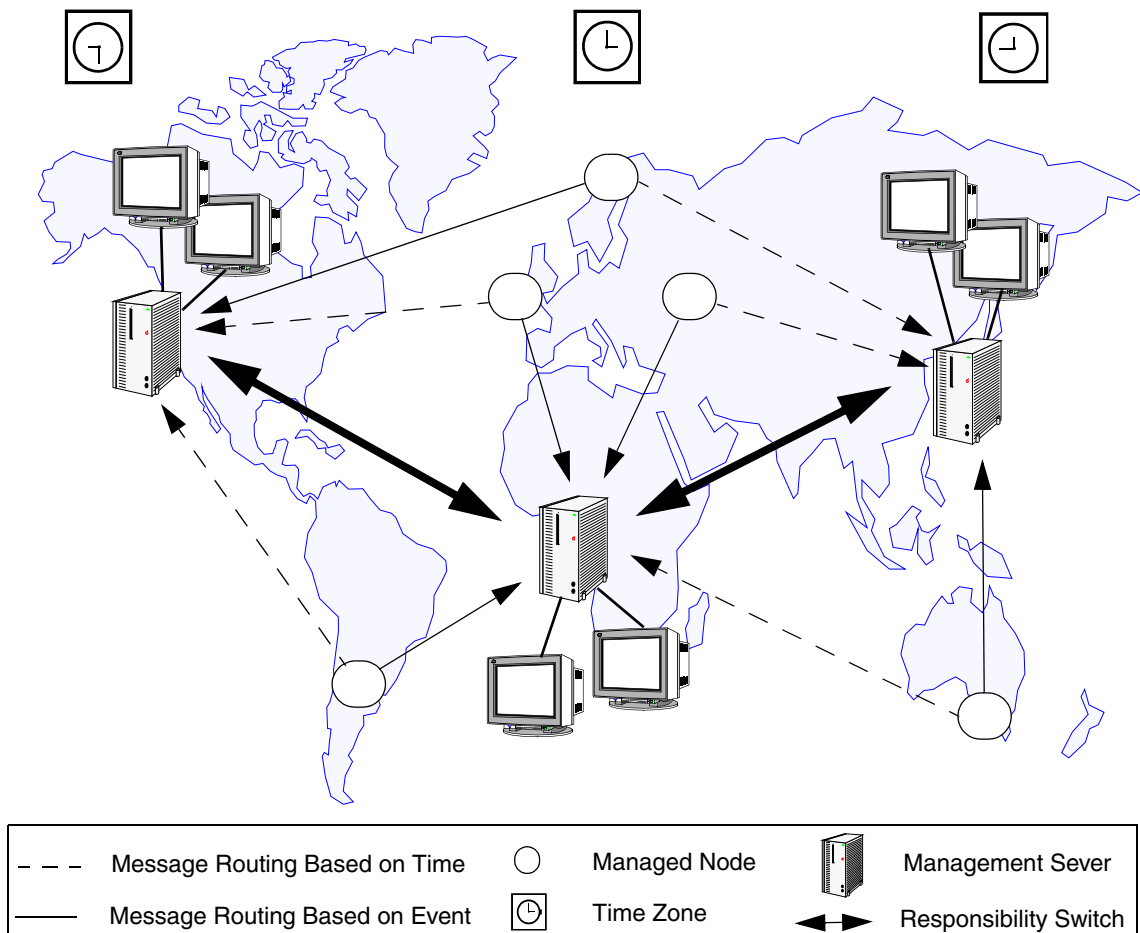 Message Routing Based on Time
Managed Node
Management Sever
Message Routing Based on Event
Time Zone
Responsibility Switch